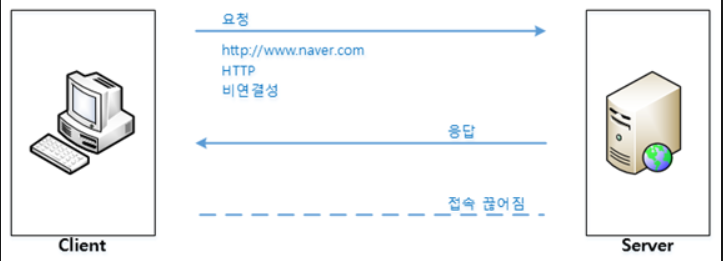 요청
http://www.naver.com
HTTP
비연결성
응답
접속 끊어짐
Client
Server